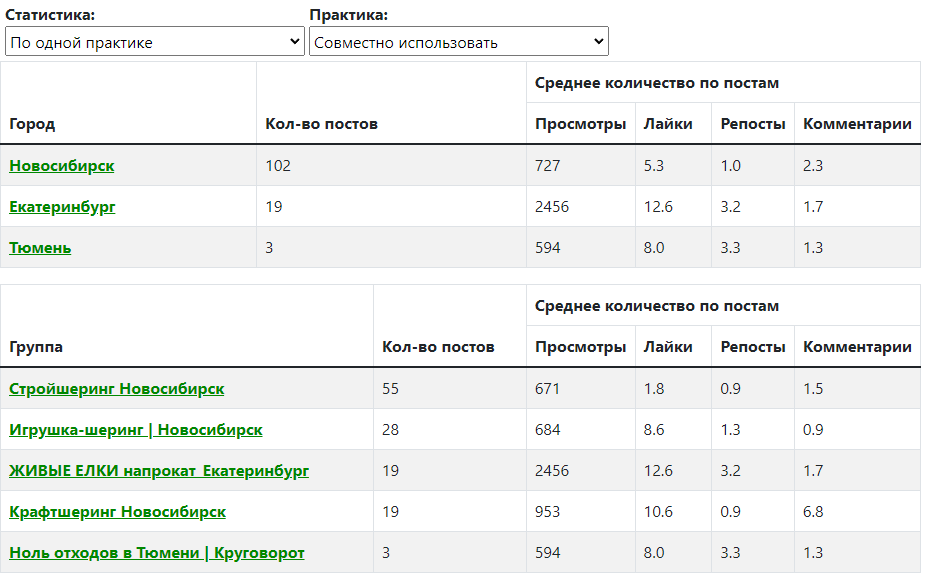 Статистика: Практика:
По одной практике Совместно использовать
Среднее количество по постам
Город Кол-во постов Просмотры Лайки Репосты Комментарии
Новосибирск 102 727 5.3 1.0 2.3
Екатеринбург 19 2456 12.6 3.2 1.7
Тюмень 3 594 8.0 3.3 1.3
Среднее количество по постам
Группа Кол-во постов Просмотры Лайки Репосты Комментарии
Стройшеринг Новосибирск 55 671 1.8 0.9 1.5
Игрушка-шеринг | Новосибирск 28 684 8.6 1.3 0.9
ЖИВЫЕ ЕЛКИ напрокат_Екатеринбург 19 2456 12.6 3.2 1.7
Крафтшеринг Новосибирск 19 953 10.6 0.9 6.8
Ноль отходов в Тюмени | Круговорот 3 594 8.0 3.3 1.3